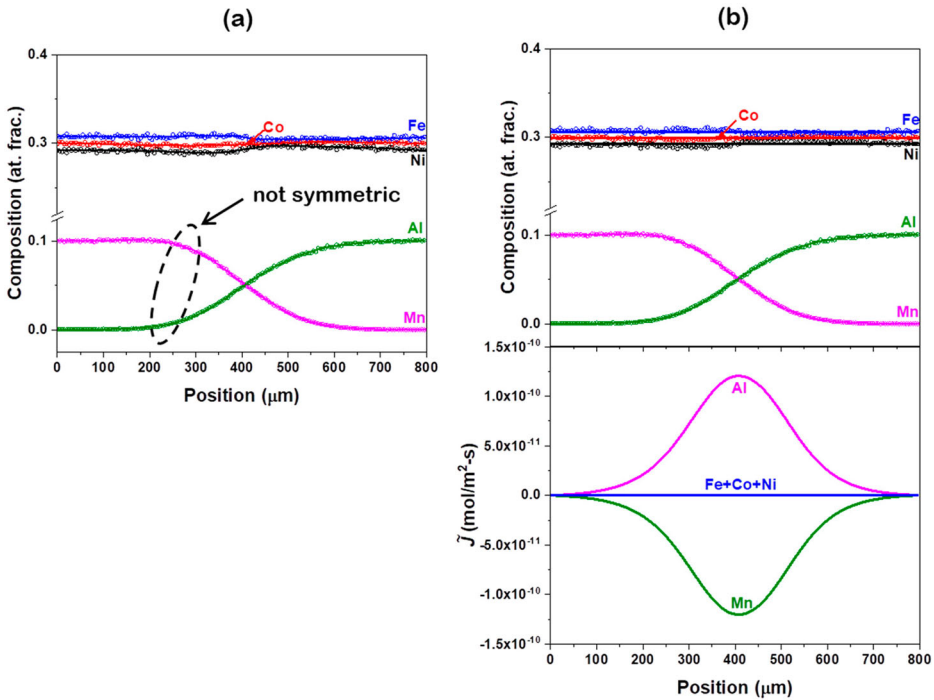 (a)
0.4
0.3
0.1
0.0
Composition (at. frac.)
Fe
Co
Ni
not symmetric
Al
Mn
0 100 200 300 400 500 600 700 800
Position (μm)
(b)
0.4
0.3
0.1
0.0
Composition (at. frac.)
Fe
Co
Ni
Al
Mn
1.5x10⁻¹⁰
1.0x10⁻¹⁰
5.0x10⁻¹¹
0.0
-5.0x10⁻¹¹
-1.0x10⁻¹⁰
-1.5x10⁻¹⁰
J̃ (mol/m²-s)
Al
Fe+Co+Ni
Mn
0 100 200 300 400 500 600 700 800
Position (μm)